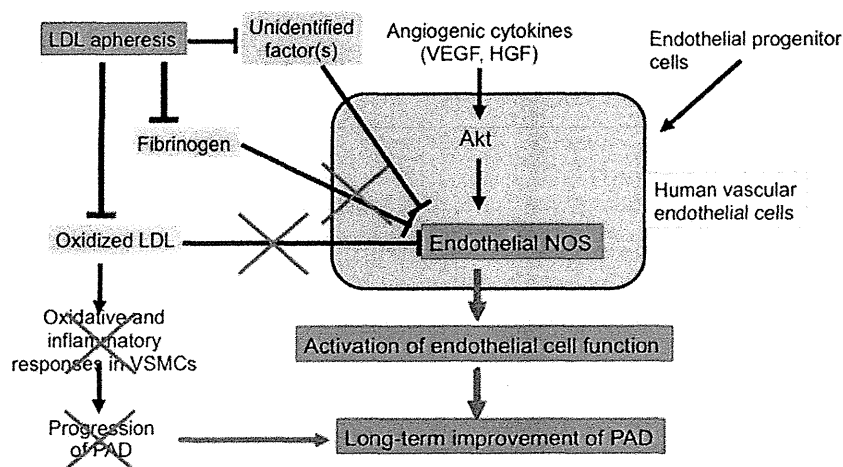 LDL apheresis
Unidentified
factor(s)
Angiogenic cytokines
(VEGF, HGF)
Endothelial progenitor
cells
Fibrinogen
Akt
Human vascular
endothelial cells
Oxidized LDL
Endothelial NOS
Oxidative and
inflammatory
responses in VSMCs
Activation of endothelial cell function
Progression
of PAD
Long-term improvement of PAD